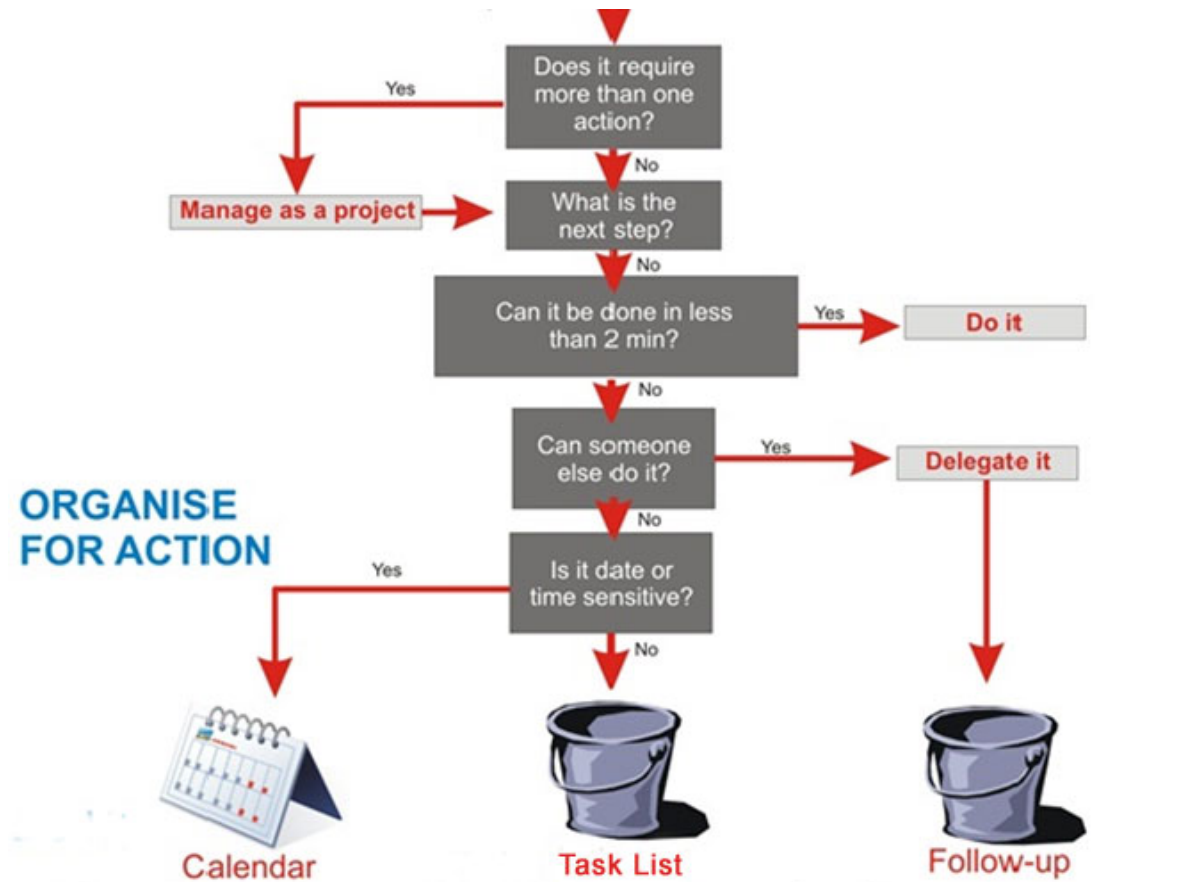 Does it require
more than one
action?
Yes
No
Manage as a project
What is the
next step?
No
Can it be done in less
than 2 min?
Yes
Do it
No
Can someone
else do it?
Yes
Delegate it
ORGANISE
FOR ACTION
No
Is it date or
time sensitive?
Yes
No
Calendar
Task List
Follow-up